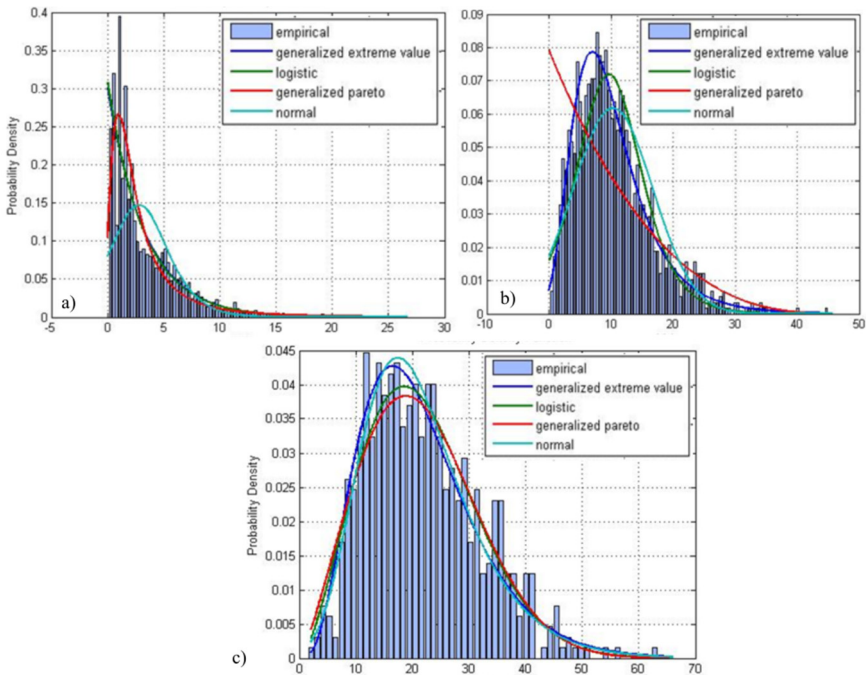 0.4
0.35
0.3
0.25
0.2
0.15
0.1
0.05
0
Probability Density
empirical
generalized extreme value
logistic
generalized pareto
normal
a)
-5 0 5 10 15 20 25 30
0.09
0.08
0.07
0.06
0.05
0.04
0.03
0.02
0.01
0
empirical
generalized extreme value
logistic
generalized pareto
normal
b)
-10 0 10 20 30 40 50
0.045
0.04
0.035
0.03
0.025
0.02
0.015
0.01
0.005
0
Probability Density
empirical
generalized extreme value
logistic
generalized pareto
normal
c)
0 10 20 30 40 50 60 70